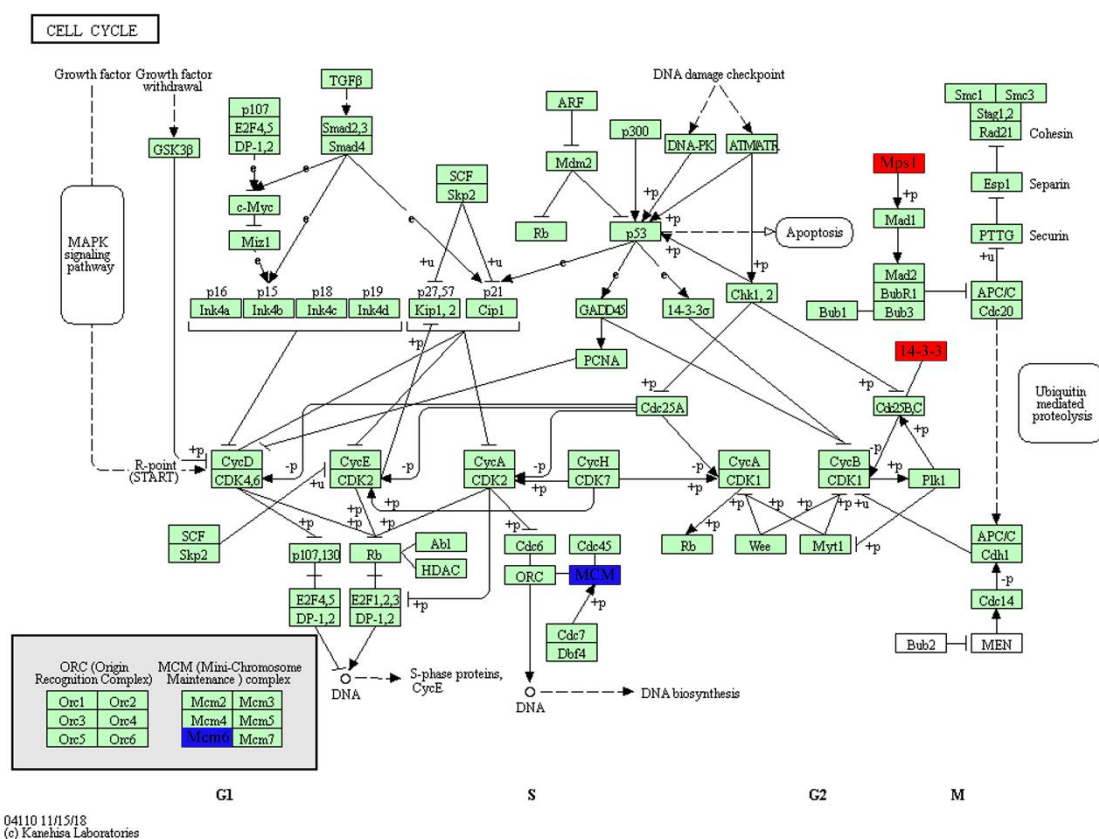 CELL CYCLE
Growth factor
Growth factor
withdrawal
TGFβ
DNA damage checkpoint
Smc1 Smc3
Stag1,2
Rad21
Cohesin
p107
E2F4,5
DP-1,2
Smad2,3
Smad4
ARF
p300
DNA-PK
ATM/ATR
GSK3β
Mdm2
Mps1
e
e
SCF
Skp2
+p
+p
Esp1
Separin
c-Myc
Mad1
Miz1
Rb
p53
Apoptosis
PTTG
Securin
MAPK
signaling
pathway
e
e
e
+p
+p
+u
+u
+u
e
e
e
+p
Mad2
BubR1
Bub3
Bub1
APC/C
Cdc20
p16
Ink4a
p15
Ink4b
p18
Ink4c
p19
Ink4d
p27,57
Kip1, 2
p21
Cip1
GADD45
14-3-3σ
Chk1, 2
+p
PCNA
14-3-3
+p
+p
Cdc25A
Cdc25B,C
Ubiquitin
mediated
proteolysis
R-point
(START)
+p
CycD
CDK4,6
-p
CycE
CDK2
-p
CycA
CDK2
-p
+p
CycH
CDK7
-p
+p
CycA
CDK1
CycB
CDK1
-p
+p
+p
Plk1
+u
SCF
Skp2
+p
+p
+p
+p
+p
+p
+p
+u
p107,130
Rb
Abl
HDAC
Cdc6
Cdc45
ORC
MCM
Rb
Wee
Myt1
+p
APC/C
Cdh1
-p
Cdc14
E2F4,5
DP-1,2
E2F1,2,3
DP-1,2
+p
+p
Cdc7
Dbf4
Bub2
MEN
DNA
S-phase proteins,
CycE
DNA
DNA biosynthesis
ORC (Origin
Recognition Complex)
MCM (Mini-Chromosome
Maintenance ) complex
Orc1 Orc2
Orc3 Orc4
Orc5 Orc6
Mcm2 Mcm3
Mcm4 Mcm5
Mcm6 Mcm7
G1 S G2 M
04110 11/15/18
(c) Kanehisa Laboratories